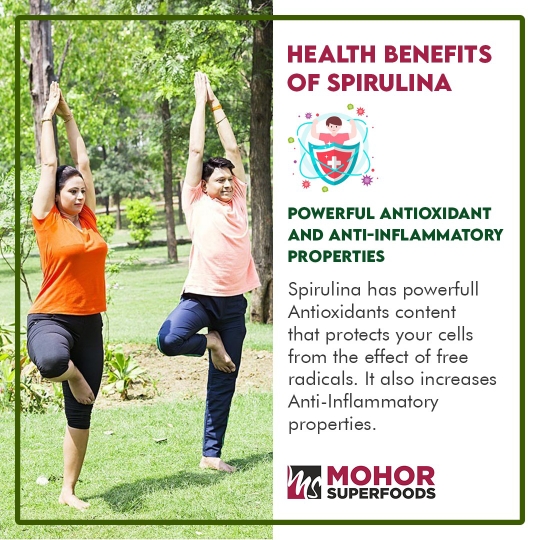 HEALTH BENEFITS
OF SPIRULINA
POWERFUL ANTIOXIDANT
AND ANTI-INFLAMMATORY
PROPERTIES
Spirulina has powerfull
Antioxidants content
that protects your cells
from the effect of free
radicals. It also increases
Anti-Inflammatory
properties.
MS MOHOR
SUPERFOODS